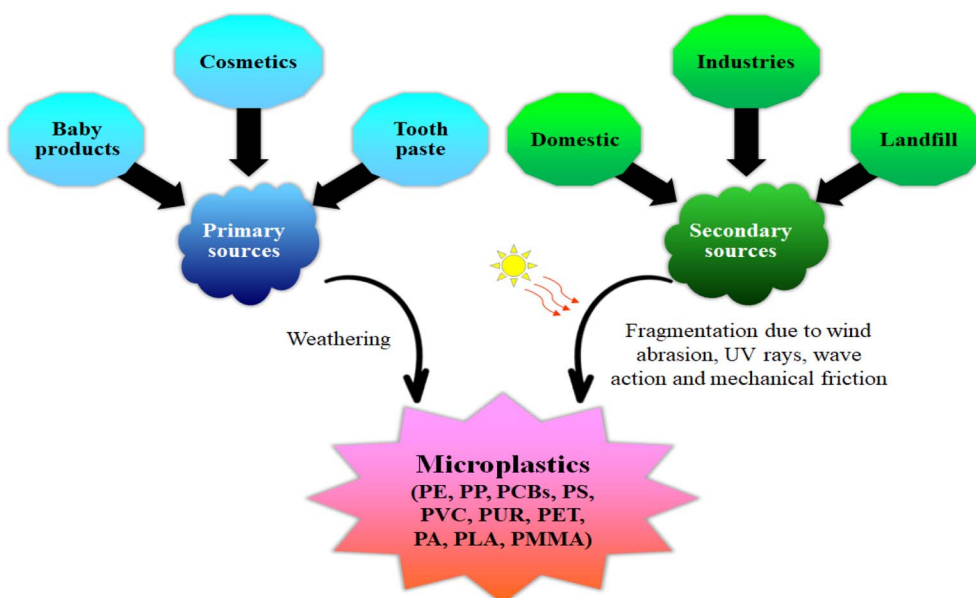 Cosmetics
Baby
products
Tooth
paste
Primary
sources
Weathering
Industries
Domestic
Landfill
Secondary
sources
Fragmentation due to wind
abrasion, UV rays, wave
action and mechanical friction
Microplastics
(PE, PP, PCBs, PS,
PVC, PUR, PET,
PA, PLA, PMMA)